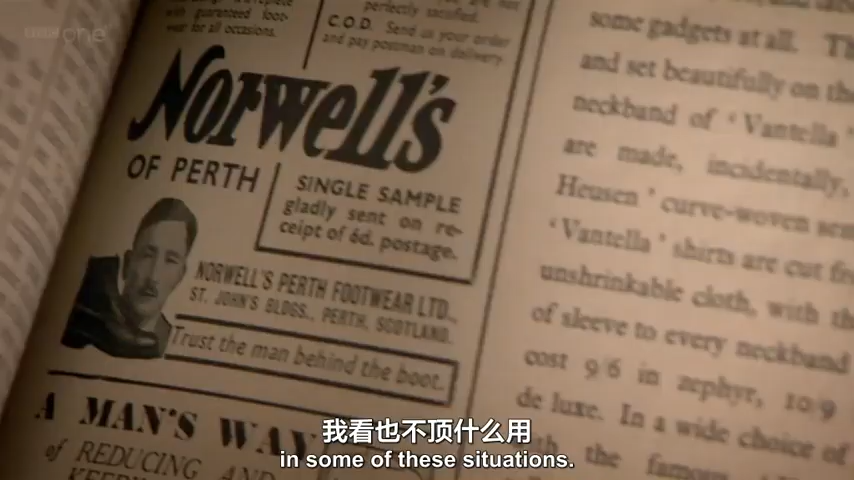 BBC one
with guaranteed foot-
wear for all occasions.
perfectly satisfied.
C.O.D. Send us your order
and pay postman on delivery.
Norwell's
OF PERTH
SINGLE SAMPLE
gladly sent on re-
ceipt of 6d. postage.
NORWELL'S PERTH FOOTWEAR LTD.,
ST. JOHN'S BLDGS., PERTH, SCOTLAND.
Trust the man behind the boot.
A MAN'S WAY
of REDUCING AND
some gadgets at all.
and set beautifully on the
neckband of 'Vantella'
are made, incidentally,
Heusen' curve-woven
'Vantella' shirts are cut
unshrinkable cloth, with
of sleeve to every neckband
cost 9/6 in zephyr, 10/9
de luxe. In a wide choice of
the famous
我看也不顶什么用
in some of these situations.